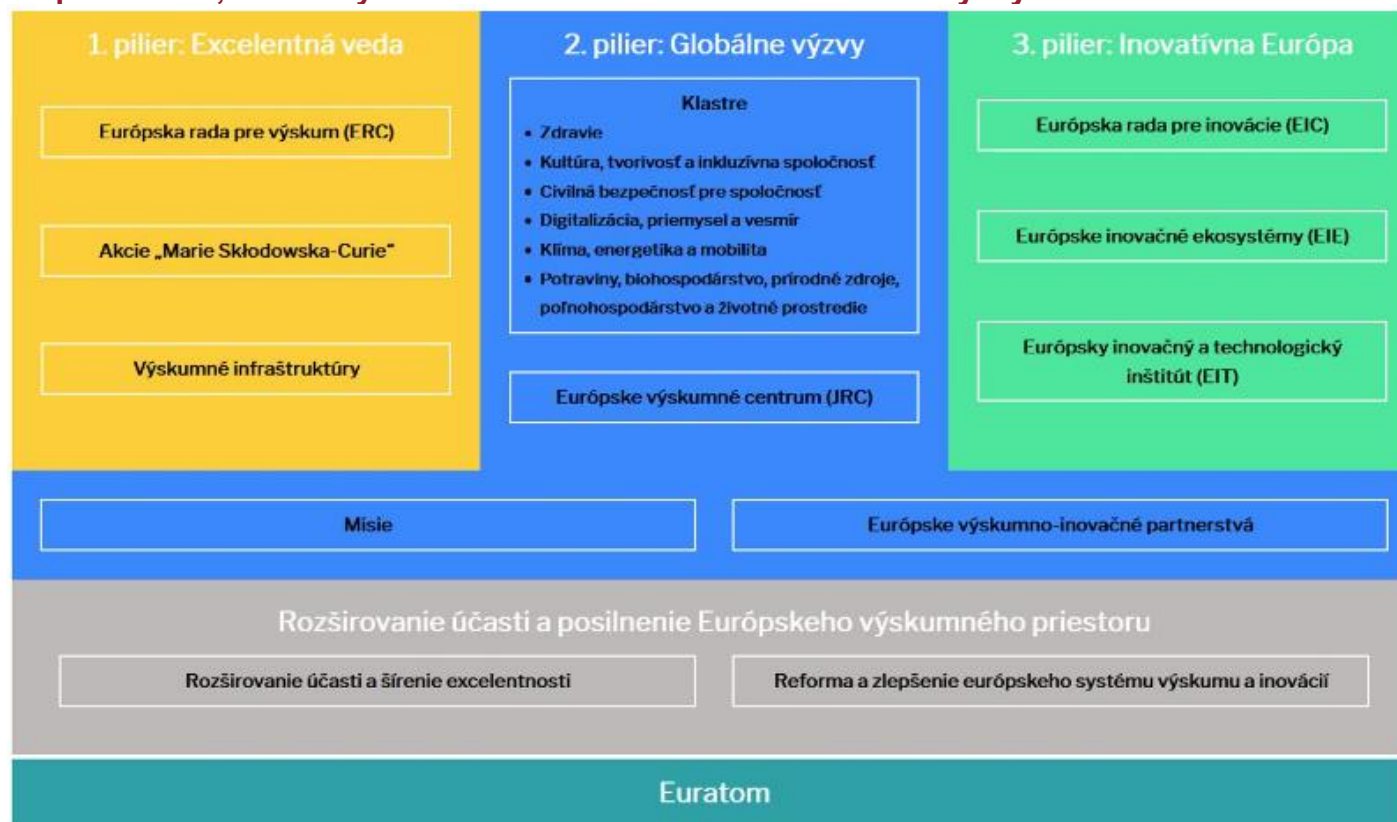 1. pilier: Excelentná veda
Európska rada pre výskum (ERC)
Akcie „Marie Skłodowska-Curie“
Výskumné infraštruktúry
2. pilier: Globálne výzvy
Klastre
• Zdravie
• Kultúra, tvorivosť a inkluzívna spoločnosť
• Civilná bezpečnosť pre spoločnosť
• Digitalizácia, priemysel a vesmír
• Klíma, energetika a mobilita
• Potraviny, biohospodárstvo, prírodné zdroje,
poľnohospodárstvo a životné prostredie
Európske výskumné centrum (JRC)
3. pilier: Inovatívna Európa
Európska rada pre inovácie (EIC)
Európske inovačné ekosystémy (EIE)
Európsky inovačný a technologický
inštitút (EIT)
Misie
Európske výskumno-inovačné partnerstvá
Rozširovanie účasti a posilnenie Európskeho výskumného priestoru
Rozširovanie účasti a šírenie excelentnosti
Reforma a zlepšenie európskeho systému výskumu a inovácií
Euratom